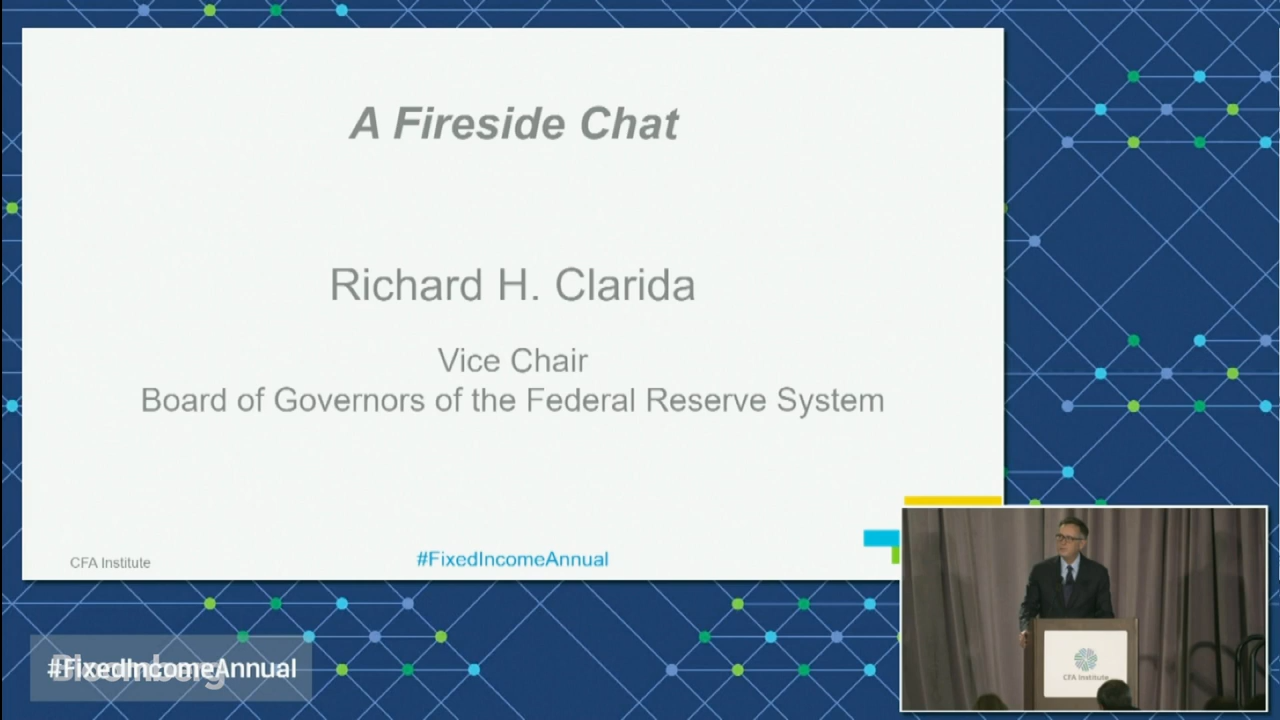 A Fireside Chat
Richard H. Clarida
Vice Chair
Board of Governors of the Federal Reserve System
CFA Institute
#FixedIncomeAnnual
CFA Institute
#FixedIncomeAnnual
Bloomberg